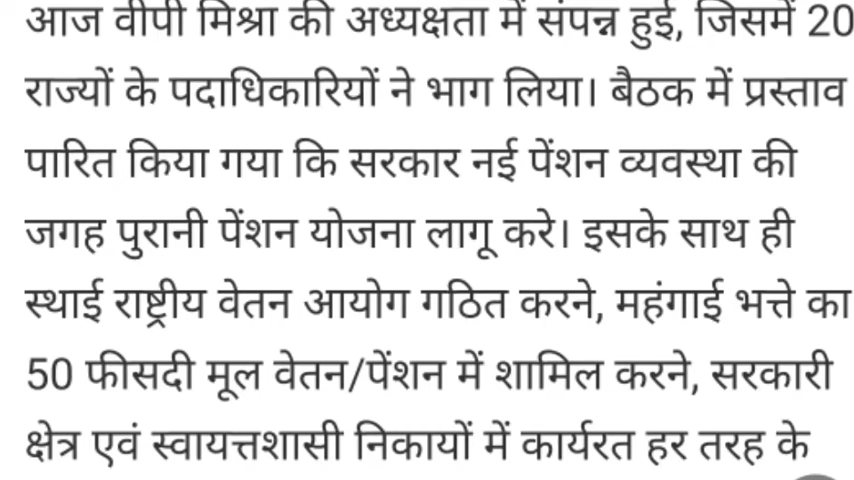 आज वीपी मिश्रा की अध्यक्षता में संपन्न हुई, जिसमें 20
राज्यों के पदाधिकारियों ने भाग लिया। बैठक में प्रस्ताव
पारित किया गया कि सरकार नई पेंशन व्यवस्था की
जगह पुरानी पेंशन योजना लागू करे। इसके साथ ही
स्थाई राष्ट्रीय वेतन आयोग गठित करने, महंगाई भत्ते का
50 फीसदी मूल वेतन/पेंशन में शामिल करने, सरकारी
क्षेत्र एवं स्वायत्तशासी निकायों में कार्यरत हर तरह के